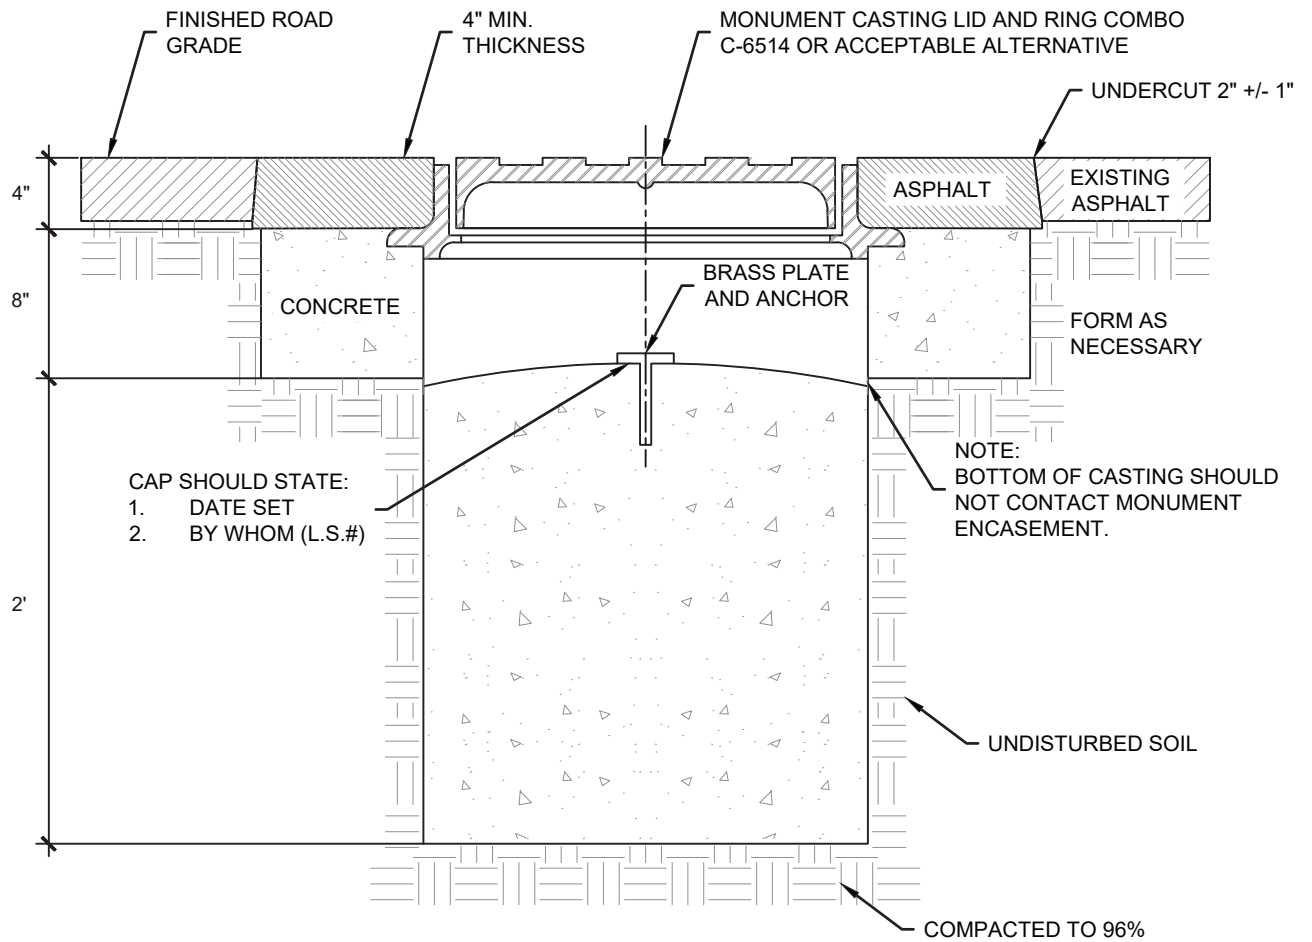 FINISHED ROAD
GRADE
4" MIN.
THICKNESS
MONUMENT CASTING LID AND RING COMBO
C-6514 OR ACCEPTABLE ALTERNATIVE
UNDERCUT 2" +/- 1"
4"
ASPHALT
EXISTING
ASPHALT
8"
CONCRETE
BRASS PLATE
AND ANCHOR
FORM AS
NECESSARY
CAP SHOULD STATE:
1. DATE SET
2. BY WHOM (L.S.#)
NOTE:
BOTTOM OF CASTING SHOULD
NOT CONTACT MONUMENT
ENCASEMENT.
2'
UNDISTURBED SOIL
COMPACTED TO 96%